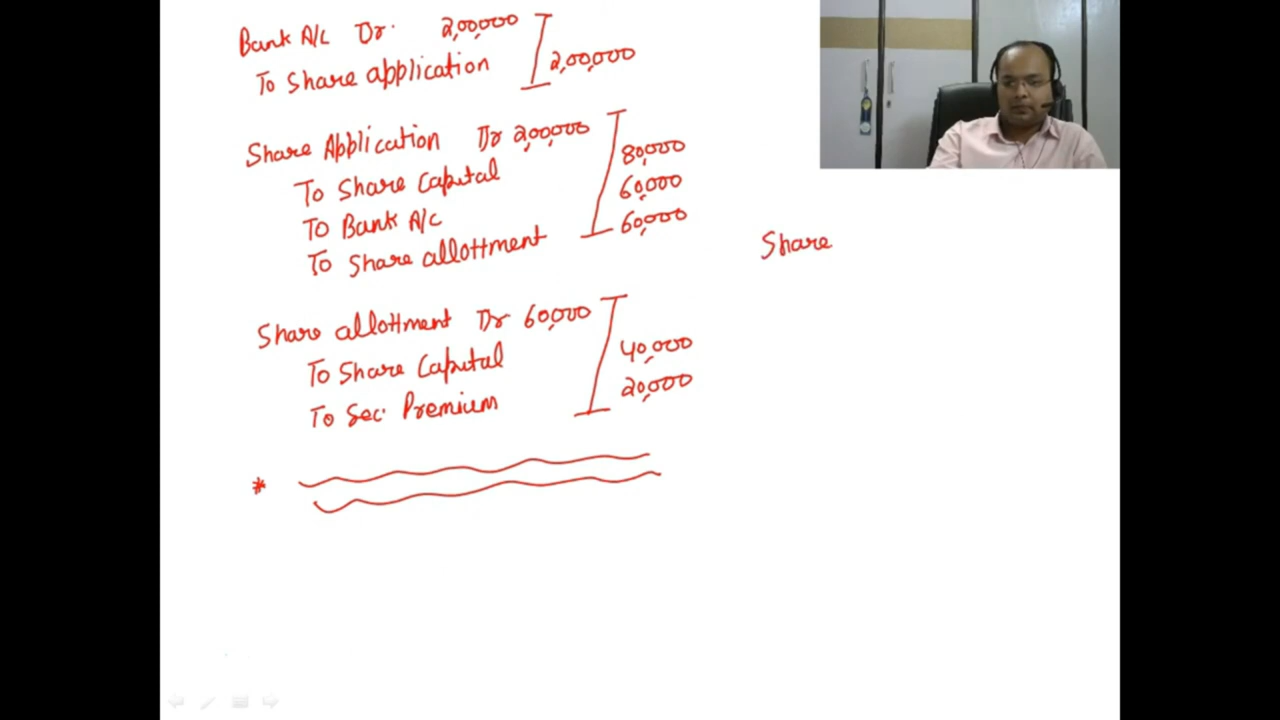 Bank A/c Dr. 2,00,000
To Share application 2,00,000
Share Application Dr 2,00,000
To Share Capital 80,000
To Bank A/c 60,000
To Share allottment 60,000
Share
Share allottment Dr 60,000
To Share Capital 40,000
To Sec. Premium 20,000
*